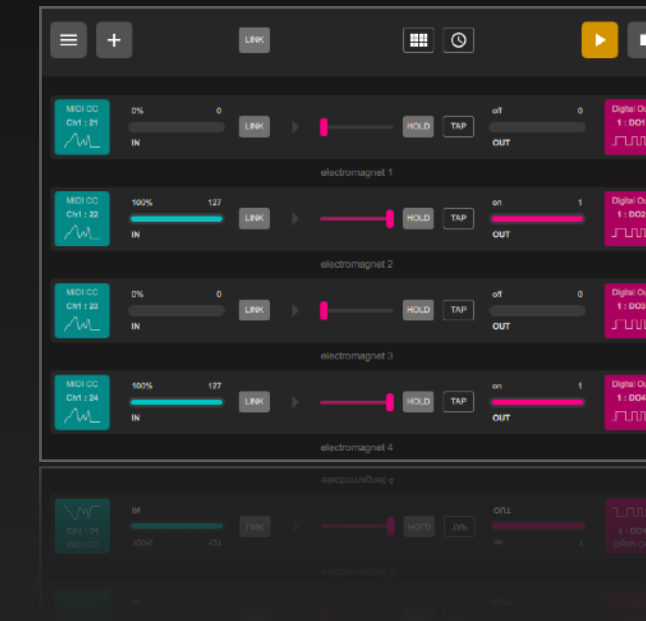 LINK
MIDI CC
Ch1 : 21
0% 0
IN
LINK
HOLD
TAP
off 0
OUT
Digital Ou
1 : DO1
electromagnet 1
MIDI CC
Ch1 : 22
100% 127
IN
LINK
HOLD
TAP
on 1
OUT
Digital Ou
1 : DO2
electromagnet 2
MIDI CC
Ch1 : 23
0% 0
IN
LINK
HOLD
TAP
off 0
OUT
Digital Ou
1 : DO3
electromagnet 3
MIDI CC
Ch1 : 24
100% 127
IN
LINK
HOLD
TAP
on 1
OUT
Digital Ou
1 : DO4
electromagnet 4